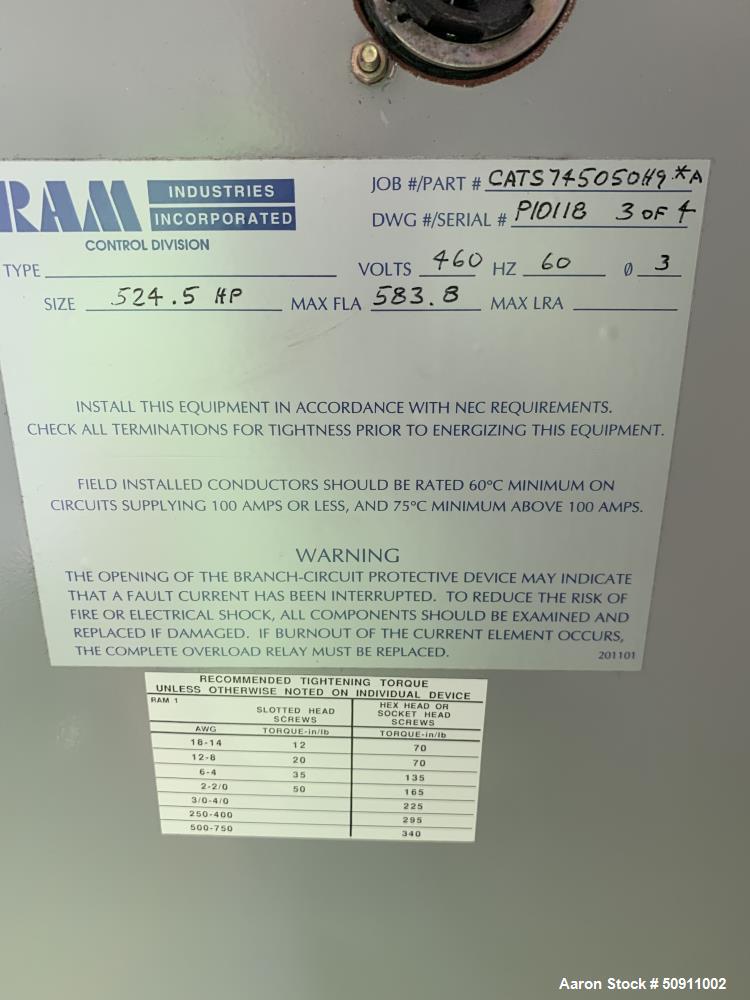 RAM INDUSTRIES INCORPORATED
CONTROL DIVISION
JOB #/PART # CATS745050H9*A
DWG #/SERIAL # P10118 3 OF 4
TYPE VOLTS 460 HZ 60 Ø 3
SIZE 524.5 HP MAX FLA 583.8 MAX LRA
INSTALL THIS EQUIPMENT IN ACCORDANCE WITH NEC REQUIREMENTS.
CHECK ALL TERMINATIONS FOR TIGHTNESS PRIOR TO ENERGIZING THIS EQUIPMENT.
FIELD INSTALLED CONDUCTORS SHOULD BE RATED 60°C MINIMUM ON
CIRCUITS SUPPLYING 100 AMPS OR LESS, AND 75°C MINIMUM ABOVE 100 AMPS.
WARNING
THE OPENING OF THE BRANCH-CIRCUIT PROTECTIVE DEVICE MAY INDICATE
THAT A FAULT CURRENT HAS BEEN INTERRUPTED. TO REDUCE THE RISK OF
FIRE OR ELECTRICAL SHOCK, ALL COMPONENTS SHOULD BE EXAMINED AND
REPLACED IF DAMAGED. IF BURNOUT OF THE CURRENT ELEMENT OCCURS,
THE COMPLETE OVERLOAD RELAY MUST BE REPLACED.
201101
RECOMMENDED TIGHTENING TORQUE
UNLESS OTHERWISE NOTED ON INDIVIDUAL DEVICE
RAM 1
SLOTTED HEAD
SCREWS
HEX HEAD OR
SOCKET HEAD
SCREWS
AWG TORQUE-in/lb TORQUE-in/lb
18-14 12 70
12-8 20 70
6-4 35 135
2-2/0 50 165
3/0-4/0 225
250-400 295
500-750 340
Aaron Stock # 50911002